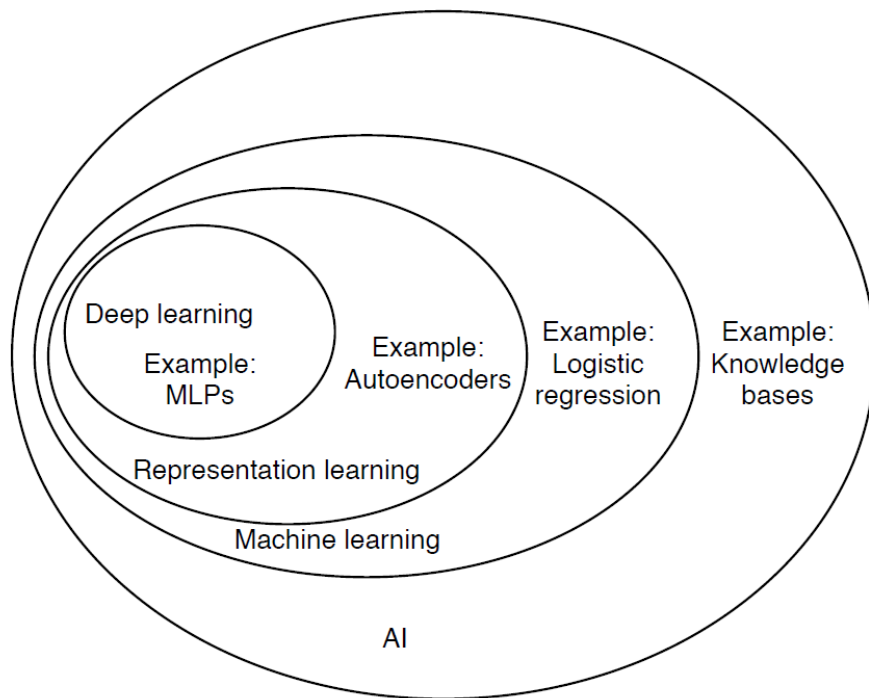 Deep learning
Example:
MLPs
Example:
Autoencoders
Example:
Logistic
regression
Example:
Knowledge
bases
Representation learning
Machine learning
AI